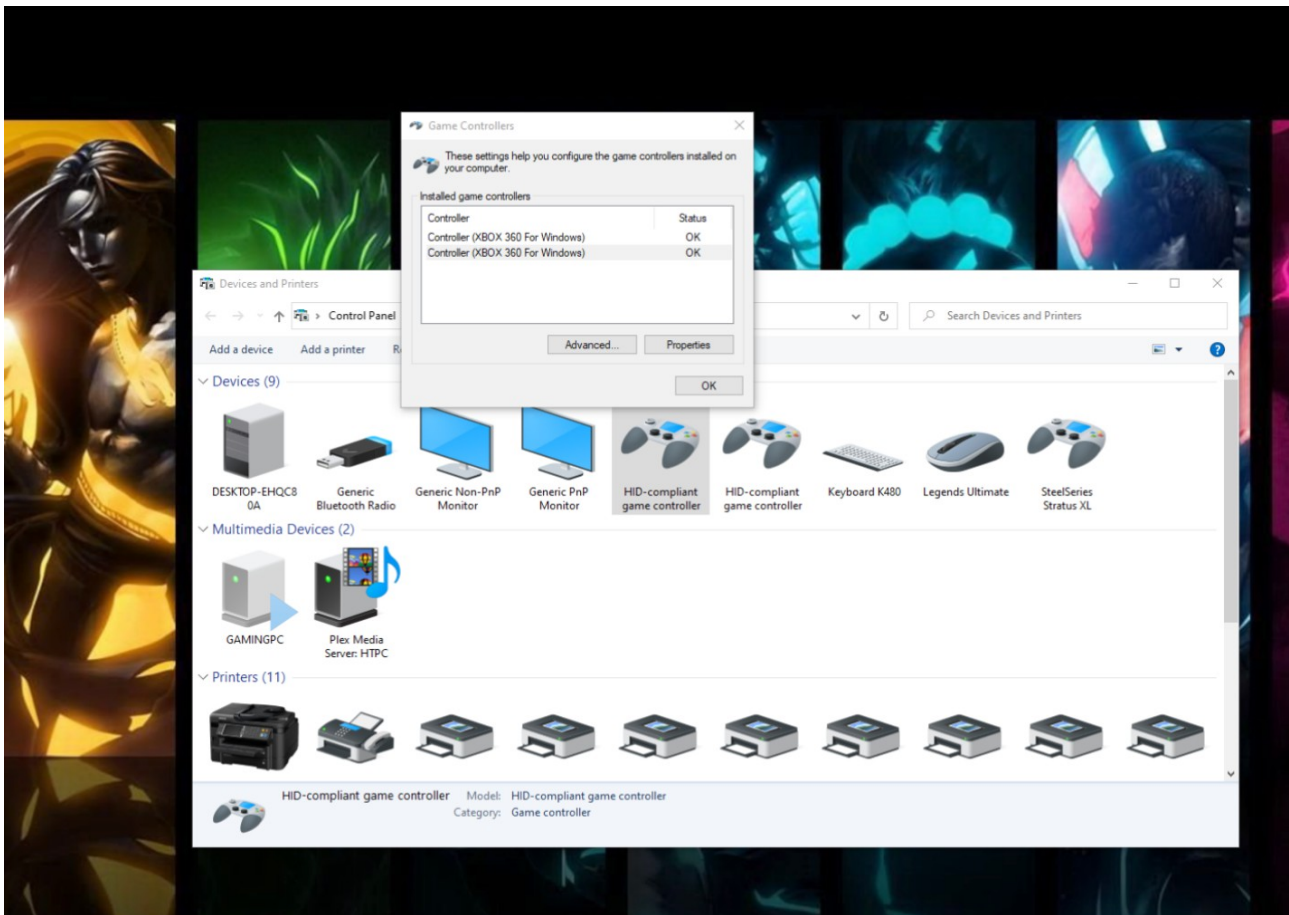 Game Controllers
These settings help you configure the game controllers installed on
your computer.
Installed game controllers
Controller Status
Controller (XBOX 360 For Windows) OK
Controller (XBOX 360 For Windows) OK
Advanced... Properties
OK
Devices and Printers
Control Panel
Search Devices and Printers
Add a device Add a printer
Devices (9)
DESKTOP-EHQC8
0A
Generic
Bluetooth Radio
Generic Non-PnP
Monitor
Generic PnP
Monitor
HID-compliant
game controller
HID-compliant
game controller
Keyboard K480
Legends Ultimate
SteelSeries
Stratus XL
Multimedia Devices (2)
GAMINGPC
Plex Media
Server: HTPC
Printers (11)
HID-compliant game controller Model: HID-compliant game controller
Category: Game controller